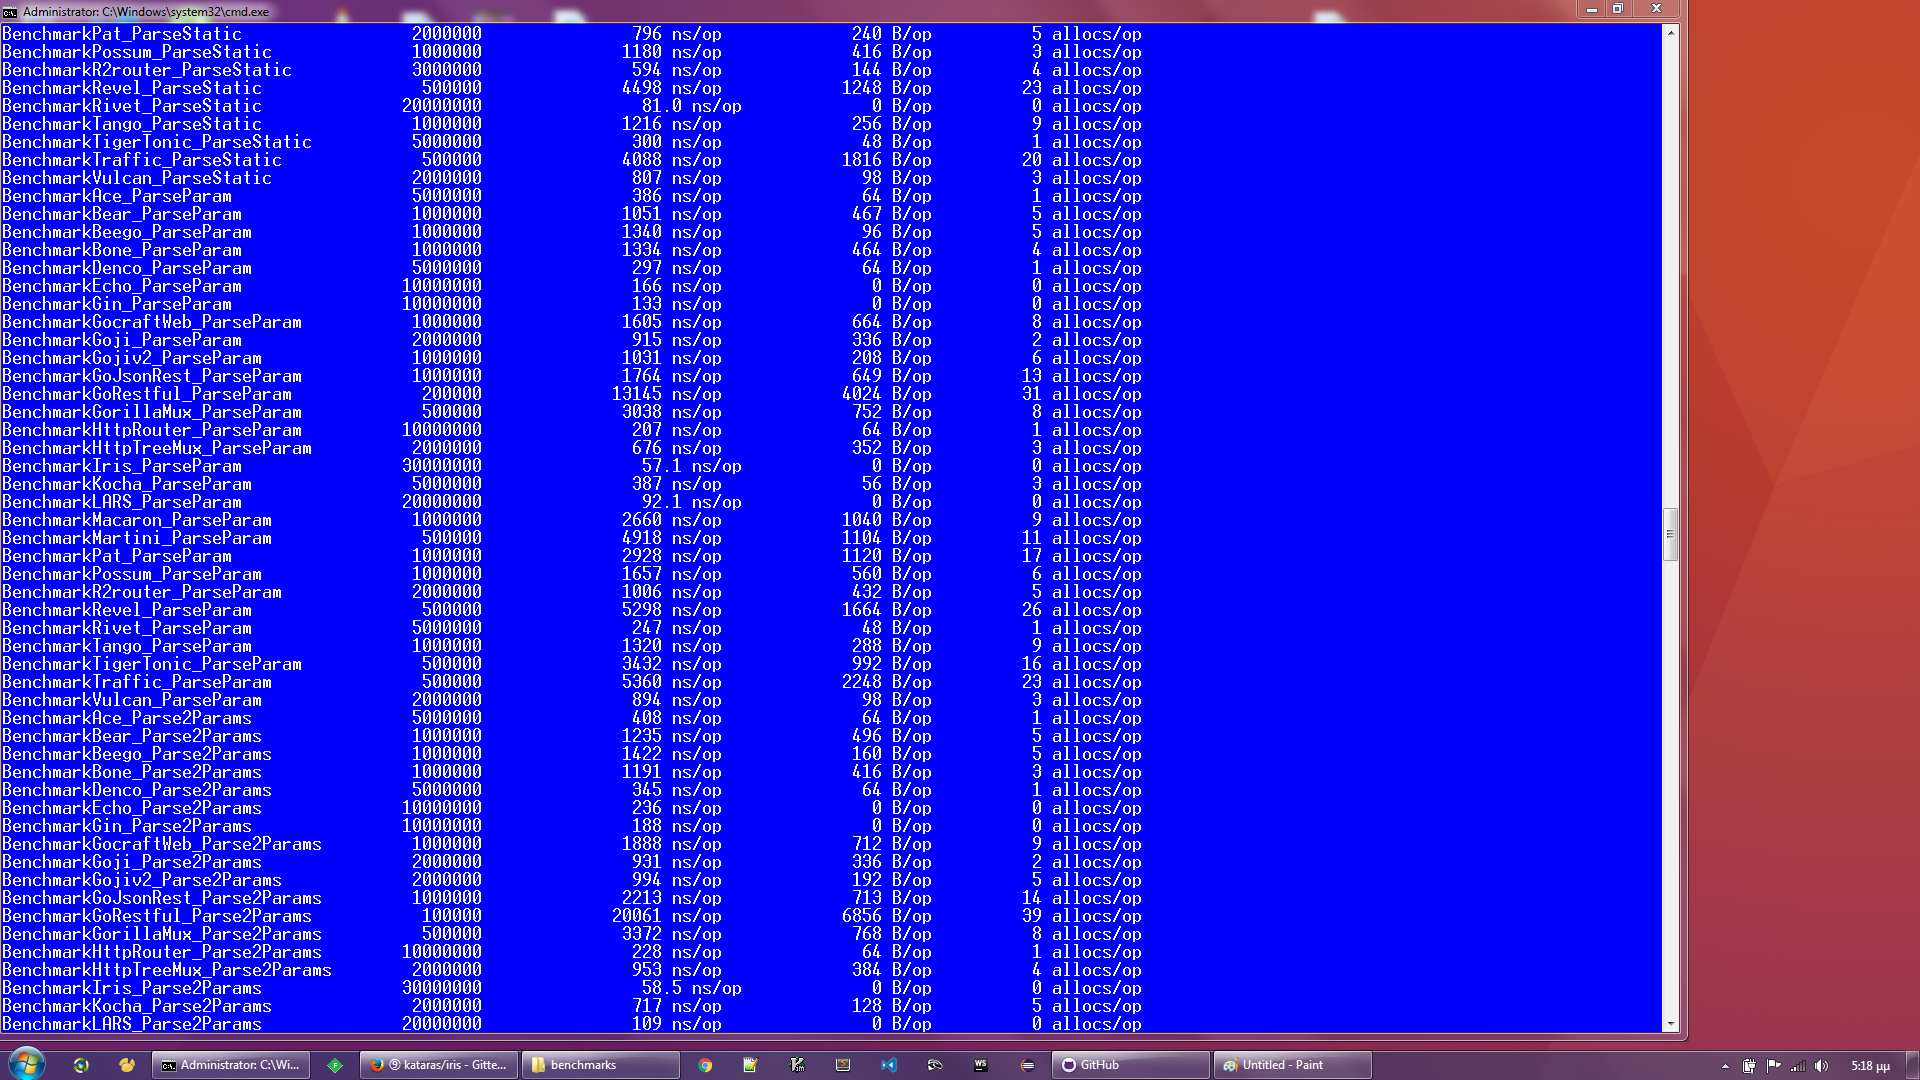 Administrator: C:\Windows\system32\cmd.exe
BenchmarkPat_ParseStatic 2000000 796 ns/op 240 B/op 5 allocs/op
BenchmarkPossum_ParseStatic 1000000 1180 ns/op 416 B/op 3 allocs/op
BenchmarkR2router_ParseStatic 3000000 594 ns/op 144 B/op 4 allocs/op
BenchmarkRevel_ParseStatic 500000 4498 ns/op 1248 B/op 23 allocs/op
BenchmarkRivet_ParseStatic 20000000 81.0 ns/op 0 B/op 0 allocs/op
BenchmarkTango_ParseStatic 1000000 1216 ns/op 256 B/op 9 allocs/op
BenchmarkTigerTonic_ParseStatic 5000000 300 ns/op 48 B/op 1 allocs/op
BenchmarkTraffic_ParseStatic 500000 4088 ns/op 1816 B/op 20 allocs/op
BenchmarkVulcan_ParseStatic 2000000 807 ns/op 98 B/op 3 allocs/op
BenchmarkAce_ParseParam 5000000 386 ns/op 64 B/op 1 allocs/op
BenchmarkBear_ParseParam 1000000 1051 ns/op 467 B/op 5 allocs/op
BenchmarkBeego_ParseParam 1000000 1340 ns/op 96 B/op 5 allocs/op
BenchmarkBone_ParseParam 1000000 1334 ns/op 464 B/op 4 allocs/op
BenchmarkDenco_ParseParam 5000000 297 ns/op 64 B/op 1 allocs/op
BenchmarkEcho_ParseParam 10000000 166 ns/op 0 B/op 0 allocs/op
BenchmarkGin_ParseParam 10000000 133 ns/op 0 B/op 0 allocs/op
BenchmarkGocraftWeb_ParseParam 1000000 1605 ns/op 664 B/op 8 allocs/op
BenchmarkGoji_ParseParam 2000000 915 ns/op 336 B/op 2 allocs/op
BenchmarkGojiv2_ParseParam 1000000 1031 ns/op 208 B/op 6 allocs/op
BenchmarkGoJsonRest_ParseParam 1000000 1764 ns/op 649 B/op 13 allocs/op
BenchmarkGoRestful_ParseParam 200000 13145 ns/op 4024 B/op 31 allocs/op
BenchmarkGorillaMux_ParseParam 500000 3038 ns/op 752 B/op 8 allocs/op
BenchmarkHttpRouter_ParseParam 10000000 207 ns/op 64 B/op 1 allocs/op
BenchmarkHttpTreeMux_ParseParam 2000000 676 ns/op 352 B/op 3 allocs/op
BenchmarkIris_ParseParam 30000000 57.1 ns/op 0 B/op 0 allocs/op
BenchmarkKocha_ParseParam 5000000 387 ns/op 56 B/op 3 allocs/op
BenchmarkLARS_ParseParam 20000000 92.1 ns/op 0 B/op 0 allocs/op
BenchmarkMacaron_ParseParam 1000000 2660 ns/op 1040 B/op 9 allocs/op
BenchmarkMartini_ParseParam 500000 4918 ns/op 1104 B/op 11 allocs/op
BenchmarkPat_ParseParam 1000000 2928 ns/op 1120 B/op 17 allocs/op
BenchmarkPossum_ParseParam 1000000 1657 ns/op 560 B/op 6 allocs/op
BenchmarkR2router_ParseParam 2000000 1006 ns/op 432 B/op 5 allocs/op
BenchmarkRevel_ParseParam 500000 5298 ns/op 1664 B/op 26 allocs/op
BenchmarkRivet_ParseParam 5000000 247 ns/op 48 B/op 1 allocs/op
BenchmarkTango_ParseParam 1000000 1320 ns/op 288 B/op 9 allocs/op
BenchmarkTigerTonic_ParseParam 500000 3432 ns/op 992 B/op 16 allocs/op
BenchmarkTraffic_ParseParam 500000 5360 ns/op 2248 B/op 23 allocs/op
BenchmarkVulcan_ParseParam 2000000 894 ns/op 98 B/op 3 allocs/op
BenchmarkAce_Parse2Params 5000000 408 ns/op 64 B/op 1 allocs/op
BenchmarkBear_Parse2Params 1000000 1235 ns/op 496 B/op 5 allocs/op
BenchmarkBeego_Parse2Params 1000000 1422 ns/op 160 B/op 5 allocs/op
BenchmarkBone_Parse2Params 1000000 1191 ns/op 416 B/op 3 allocs/op
BenchmarkDenco_Parse2Params 5000000 345 ns/op 64 B/op 1 allocs/op
BenchmarkEcho_Parse2Params 10000000 236 ns/op 0 B/op 0 allocs/op
BenchmarkGin_Parse2Params 10000000 188 ns/op 0 B/op 0 allocs/op
BenchmarkGocraftWeb_Parse2Params 1000000 1888 ns/op 712 B/op 9 allocs/op
BenchmarkGoji_Parse2Params 2000000 931 ns/op 336 B/op 2 allocs/op
BenchmarkGojiv2_Parse2Params 2000000 994 ns/op 192 B/op 5 allocs/op
BenchmarkGoJsonRest_Parse2Params 1000000 2213 ns/op 713 B/op 14 allocs/op
BenchmarkGoRestful_Parse2Params 100000 20061 ns/op 6856 B/op 39 allocs/op
BenchmarkGorillaMux_Parse2Params 500000 3372 ns/op 768 B/op 8 allocs/op
BenchmarkHttpRouter_Parse2Params 10000000 228 ns/op 64 B/op 1 allocs/op
BenchmarkHttpTreeMux_Parse2Params 2000000 953 ns/op 384 B/op 4 allocs/op
BenchmarkIris_Parse2Params 30000000 58.5 ns/op 0 B/op 0 allocs/op
BenchmarkKocha_Parse2Params 2000000 717 ns/op 128 B/op 5 allocs/op
BenchmarkLARS_Parse2Params 20000000 109 ns/op 0 B/op 0 allocs/op
Administrator: C:\Wi... ⑨ kataras/iris - Gitte... benchmarks WS GitHub Untitled - Paint 5:18 μμ